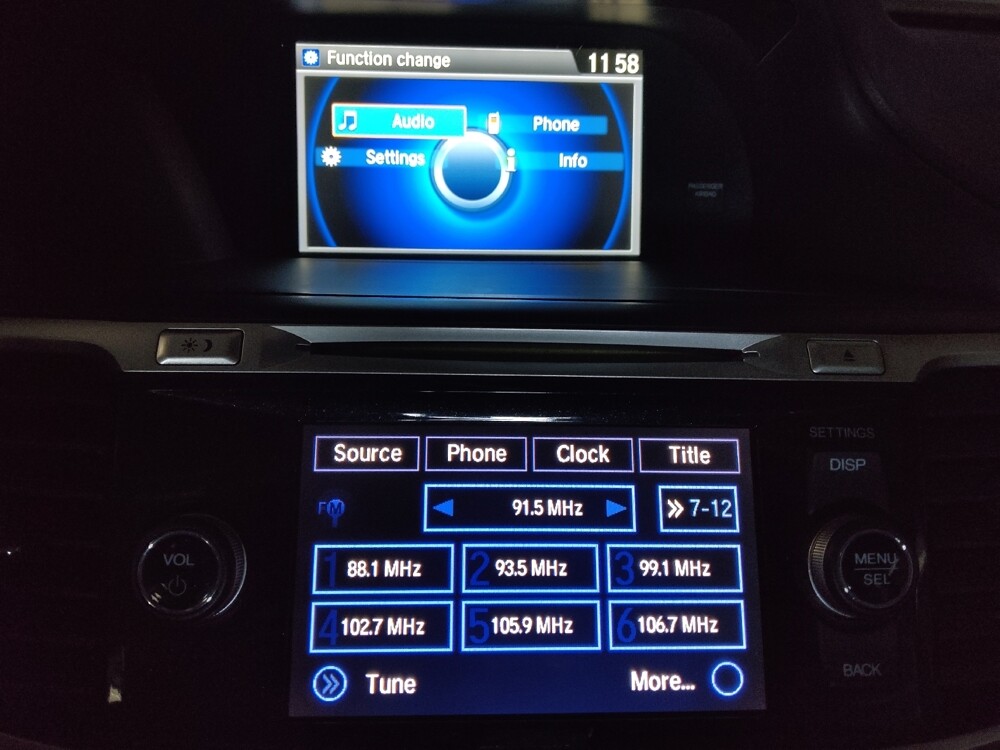 Function change
11 58
Audio
Phone
Settings
Info
PASSENGER
AIRBAG
SETTINGS
Source
Phone
Clock
Title
DISP
FM
91.5 MHz
7-12
VOL
MENU
SEL
1 88.1 MHz
2 93.5 MHz
3 99.1 MHz
4 102.7 MHz
5 105.9 MHz
6 106.7 MHz
BACK
Tune
More...